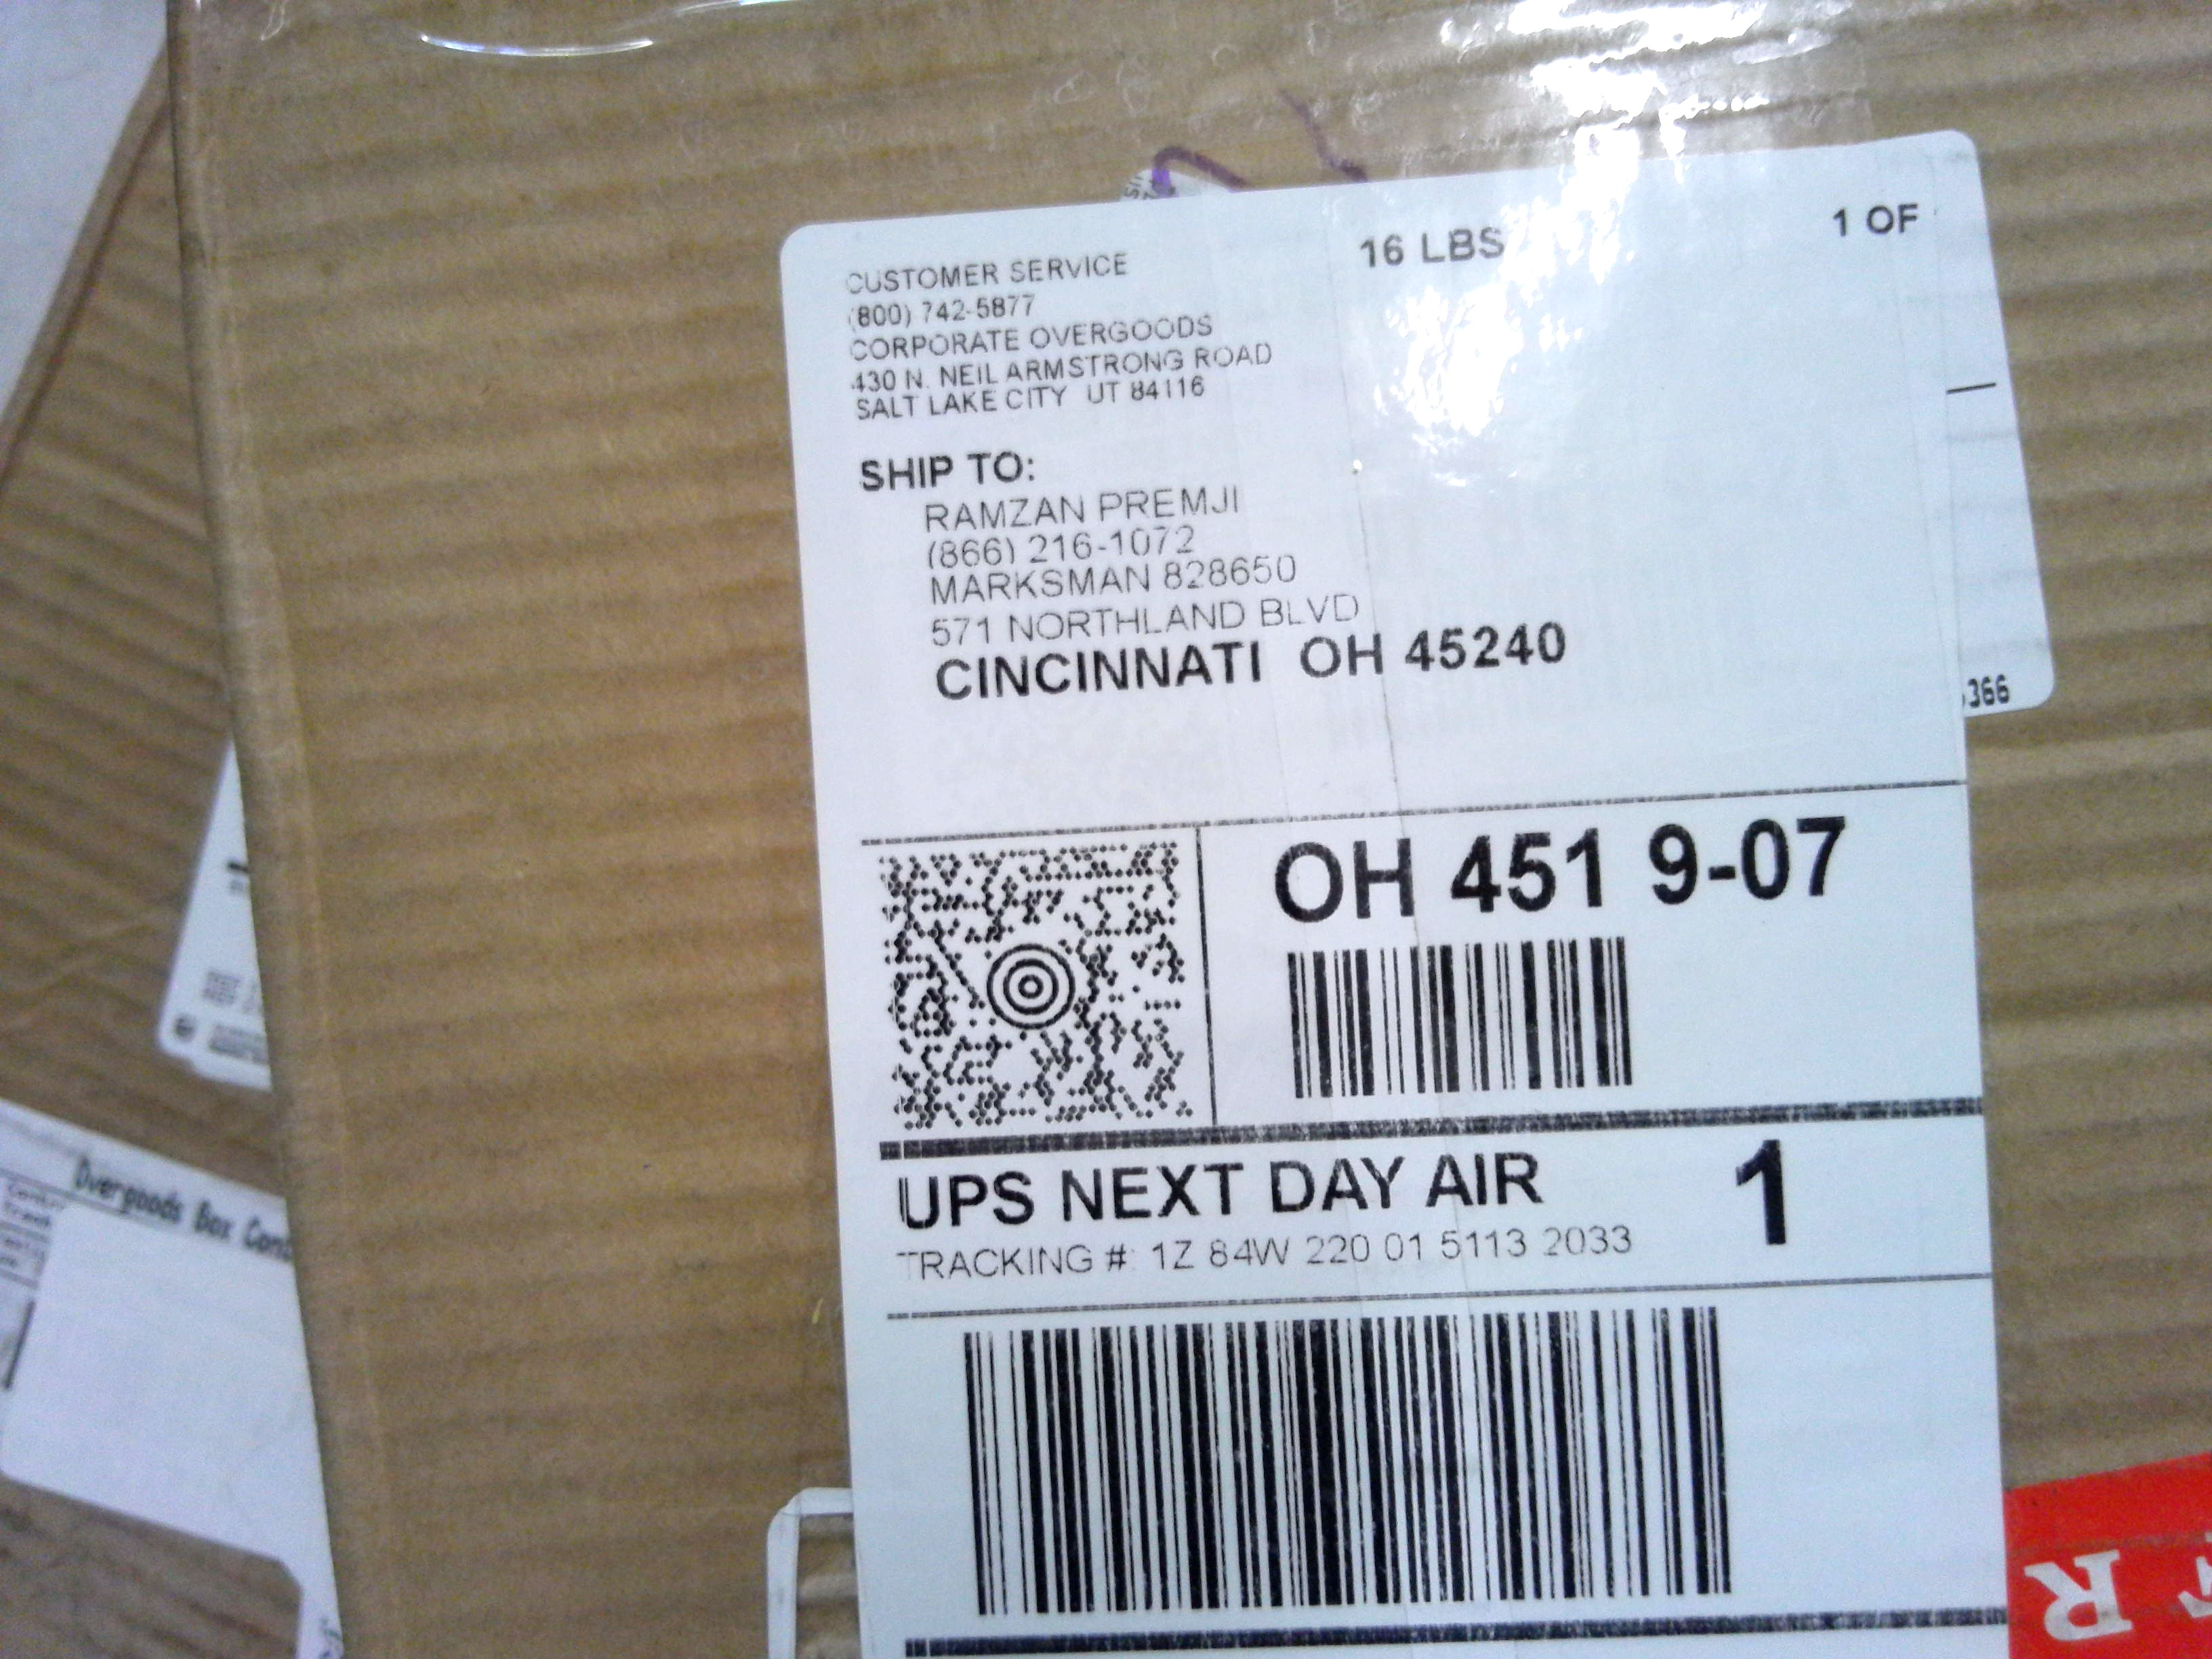 CUSTOMER SERVICE
(800) 742-5877
CORPORATE OVERGOODS
430 N. NEIL ARMSTRONG ROAD
SALT LAKE CITY UT 84116
16 LBS
1 OF
SHIP TO:
RAMZAN PREMJI
(866) 216-1072
MARKSMAN 828650
571 NORTHLAND BLVD
CINCINNATI OH 45240
366
OH 451 9-07
UPS NEXT DAY AIR 1
TRACKING #: 1Z 84W 220 01 5113 2033
Overgoods Box
R